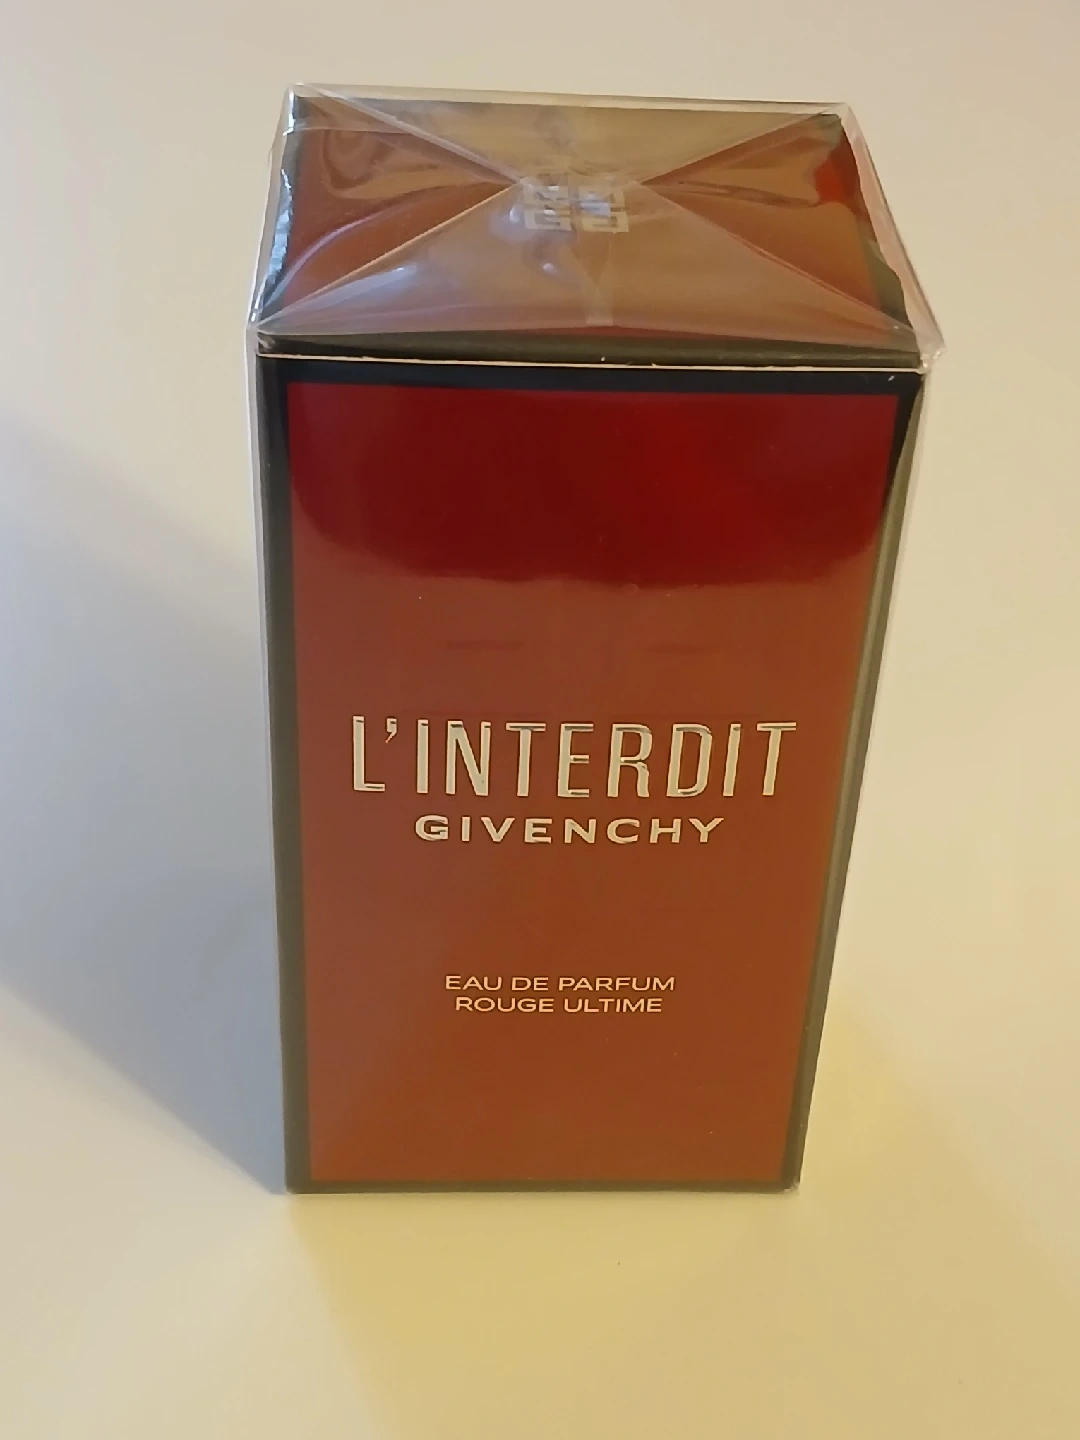 L'INTERDIT
GIVENCHY
EAU DE PARFUM
ROUGE ULTIME